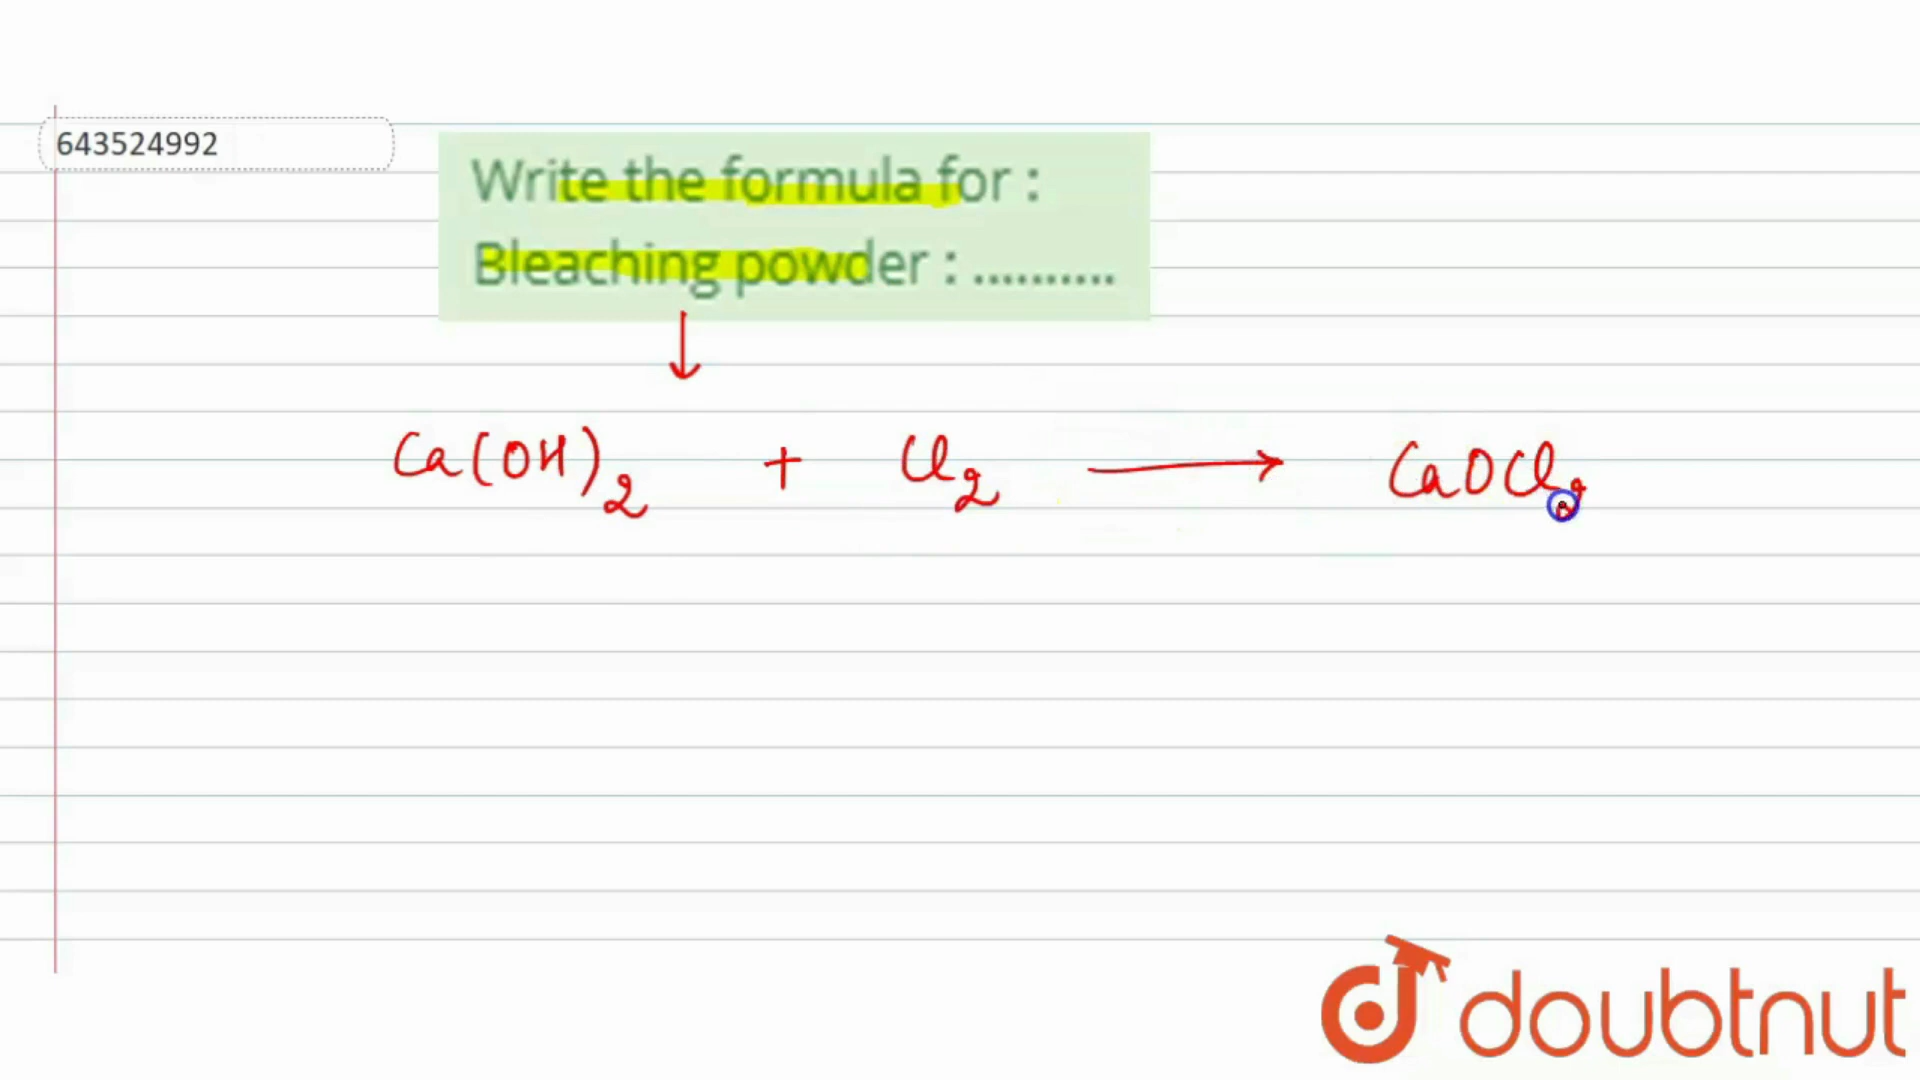 643524992
Write the formula for :
Bleaching powder : ..........
Ca(OH)₂ + Cl₂ ⟶ CaOCl₂
doubtnut